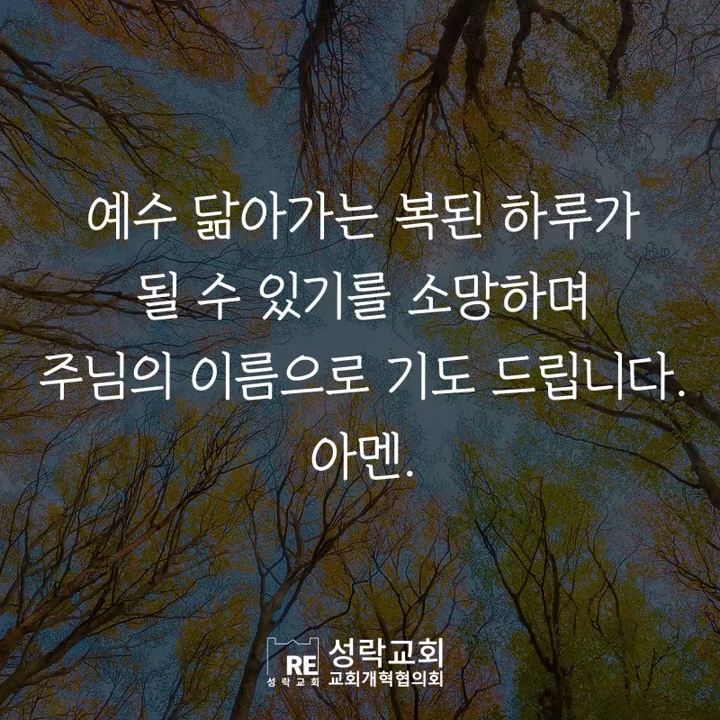 예수 닮아가는 복된 하루가
될 수 있기를 소망하며
주님의 이름으로 기도 드립니다.
아멘.
RE
성락교회
성락교회
교회개혁협의회